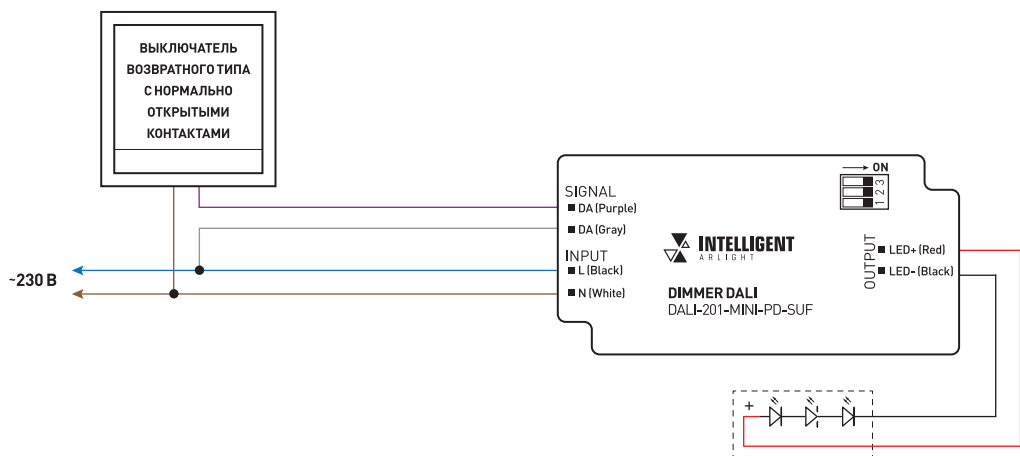 ВЫКЛЮЧАТЕЛЬ
ВОЗВРАТНОГО ТИПА
С НОРМАЛЬНО
ОТКРЫТЫМИ
КОНТАКТАМИ
~230 В
SIGNAL
DA (Purple)
DA (Gray)
INPUT
L (Black)
N (White)
INTELLIGENT
ARLIGHT
DIMMER DALI
DALI-201-MINI-PD-SUF
ON
1 2 3
OUTPUT
LED+ (Red)
LED- (Black)
+